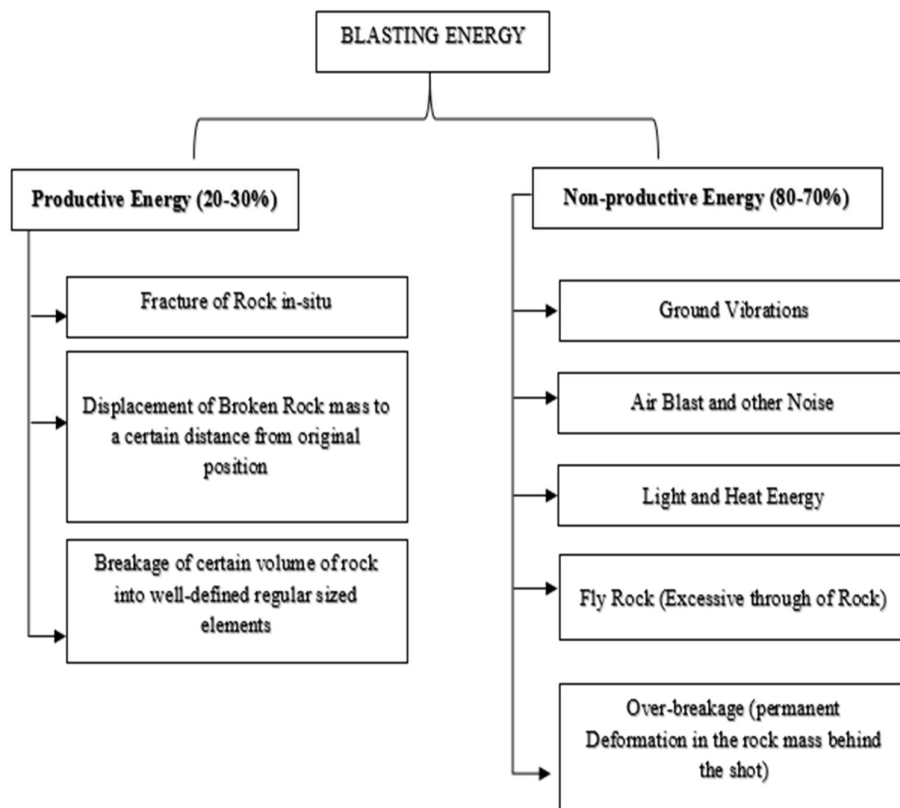 BLASTING ENERGY
Productive Energy (20-30%)
Fracture of Rock in-situ
Displacement of Broken Rock mass to
a certain distance from original
position
Breakage of certain volume of rock
into well-defined regular sized
elements
Non-productive Energy (80-70%)
Ground Vibrations
Air Blast and other Noise
Light and Heat Energy
Fly Rock (Excessive through of Rock)
Over-breakage (permanent
Deformation in the rock mass behind
the shot)